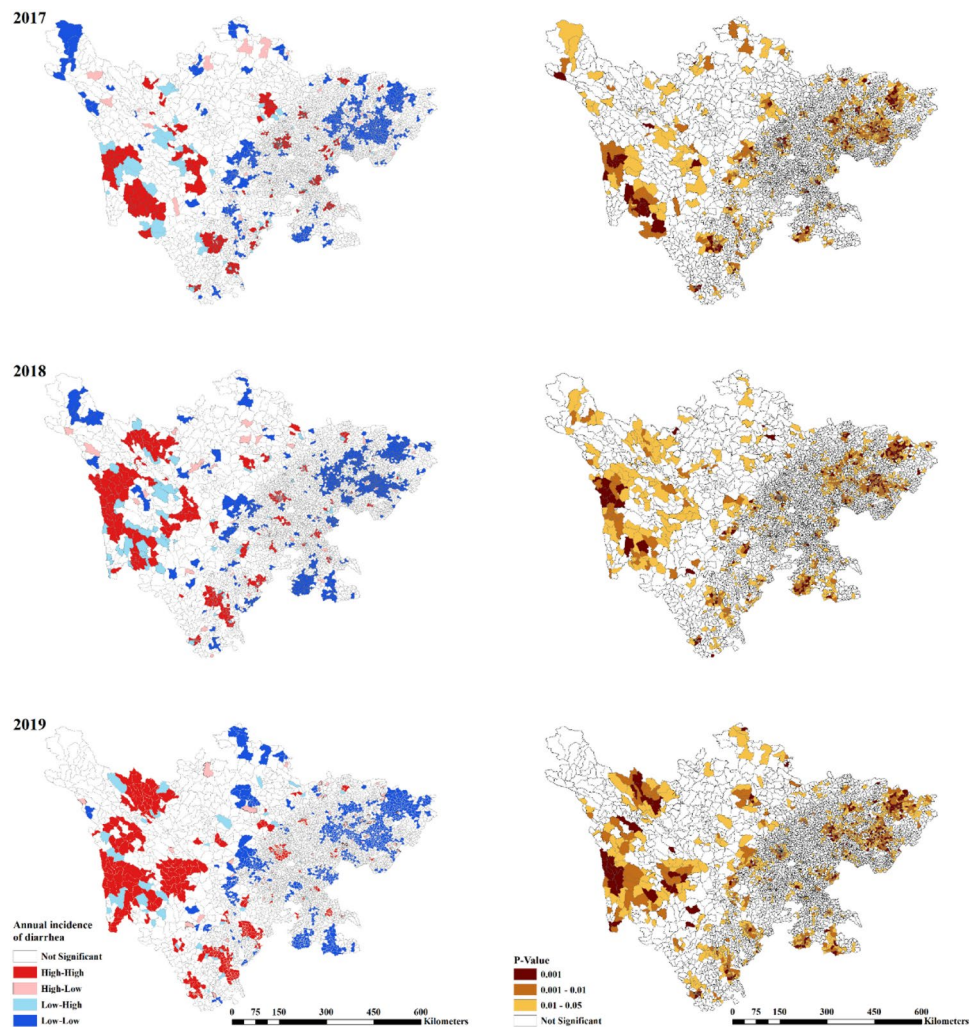 2017
2018
2019
Annual incidence
of diarrhea
Not Significant
High-High
High-Low
Low-High
Low-Low
0 75 150 300 450 600
Kilometers
P-Value
0,001
0,001 - 0.01
0.01 - 0.05
Not Significant
0 75 150 300 450 600
Kilometers